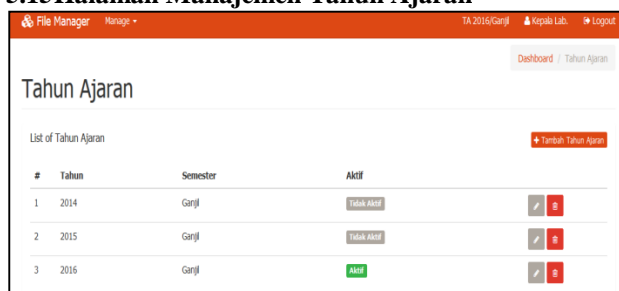 3.13Halaman Manajemen Tahun Ajaran
File Manager Manage TA 2016/Ganjil Kepala Lab. Logout
Dashboard / Tahun Ajaran
Tahun Ajaran
List of Tahun Ajaran + Tambah Tahun Ajaran
# Tahun Semester Aktif
1 2014 Ganjil Tidak Aktif
2 2015 Ganjil Tidak Aktif
3 2016 Ganjil Aktif